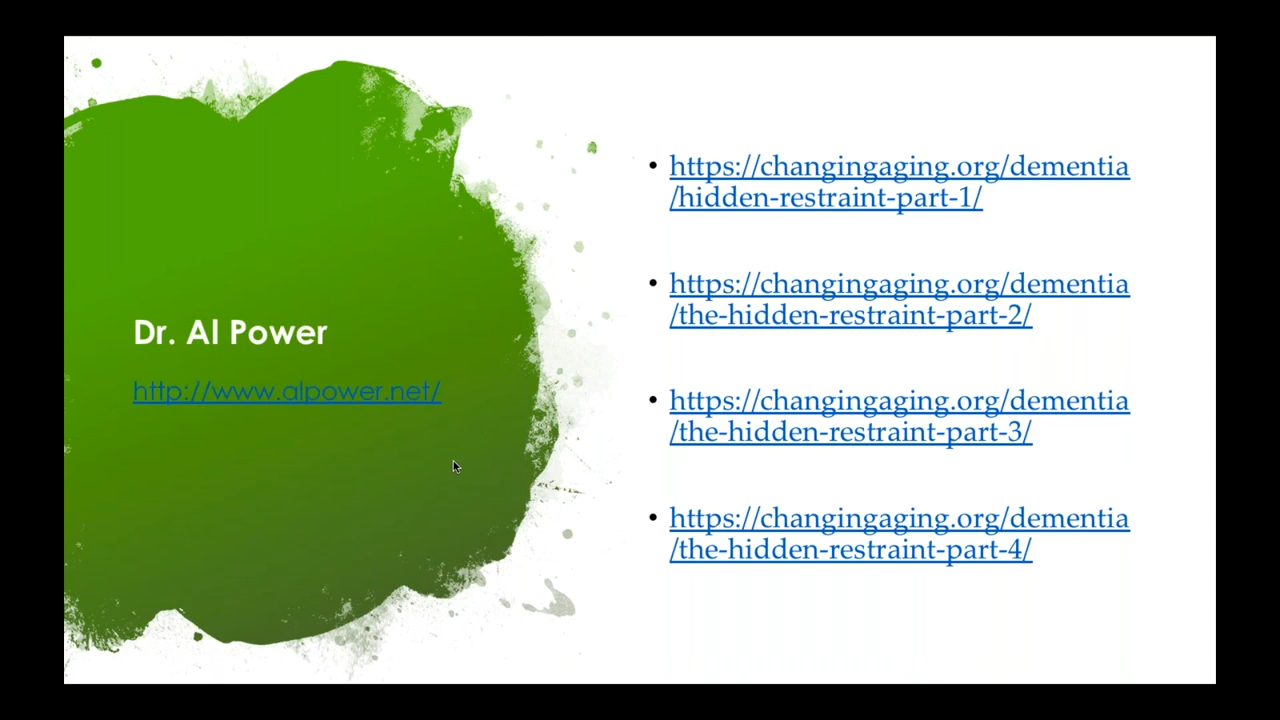 Dr. Al Power
http://www.alpower.net/
• https://changingaging.org/dementia
/hidden-restraint-part-1/
• https://changingaging.org/dementia
/the-hidden-restraint-part-2/
• https://changingaging.org/dementia
/the-hidden-restraint-part-3/
• https://changingaging.org/dementia
/the-hidden-restraint-part-4/